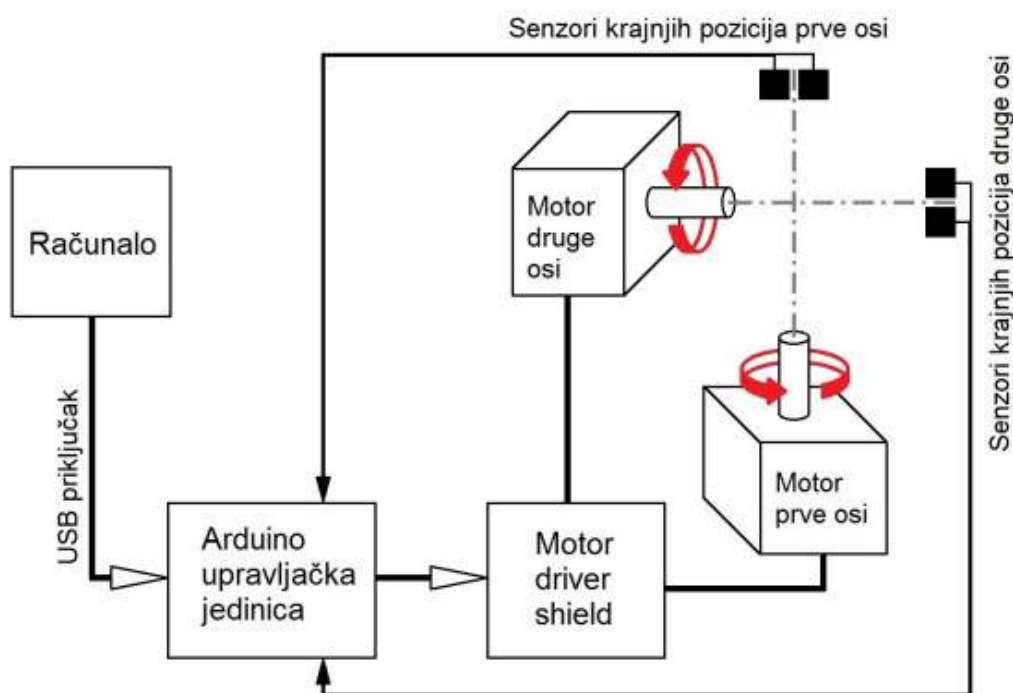 Senzori krajnjih pozicija prve osi
Senzori krajnjih pozicija druge osi
Računalo
Motor
druge
osi
Motor
prve osi
USB priključak
Arduino
upravljačka
jedinica
Motor
driver
shield